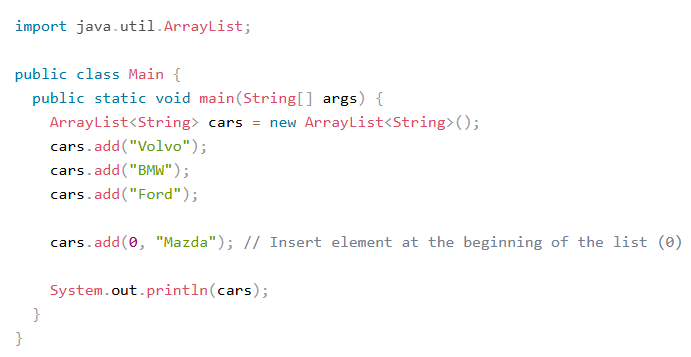 import java.util.ArrayList;
public class Main {
public static void main(String[] args) {
ArrayList<String> cars = new ArrayList<String>();
cars.add("Volvo");
cars.add("BMW");
cars.add("Ford");
cars.add(0, "Mazda"); // Insert element at the beginning of the list (0)
System.out.println(cars);
}
}